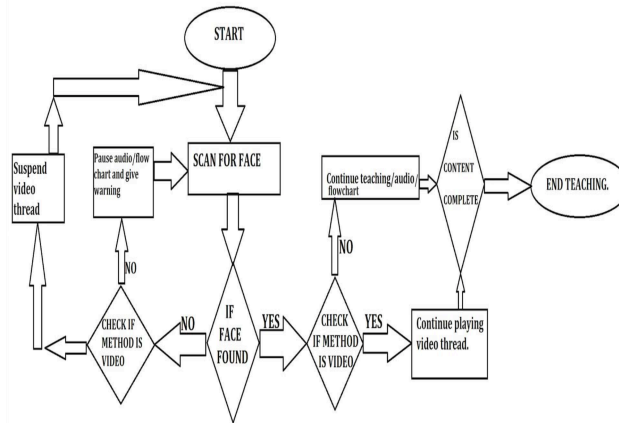 START
SCAN FOR FACE
Pause audio/flow
chart and give
warning
Suspend
video
thread
NO
CHECK IF
METHOD IS
VIDEO
NO
IF
FACE
FOUND
YES
CHECK
IF METHOD
IS VIDEO
NO
YES
Continue teaching/audio/
flowchart
Continue playing
video thread.
IS
CONTENT
COMPLETE
END TEACHING.